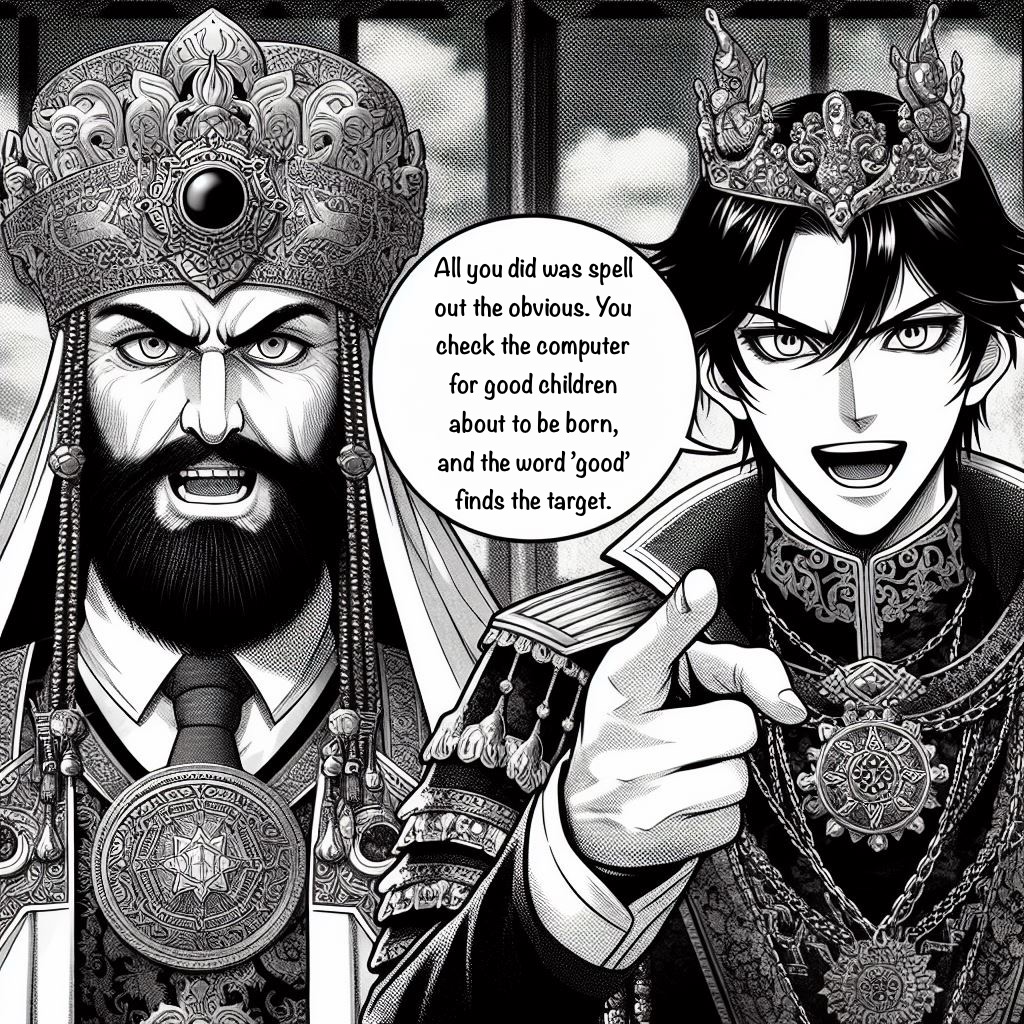 All you did was spell
out the obvious. You
check the computer
for good children
about to be born,
and the word 'good'
finds the target.